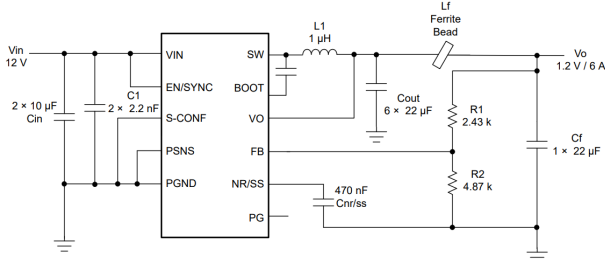 Lf
Ferrite
Bead
L1
1 µH
Vin
12 V
VIN
SW
Vo
1.2 V / 6 A
EN/SYNC
BOOT
C1
2 × 2.2 nF
2 × 10 µF
Cin
Cout
6 × 22 µF
R1
2.43 k
S-CONF
VO
Cf
1 × 22 µF
PSNS
FB
R2
4.87 k
PGND
NR/SS
470 nF
Cnr/ss
PG